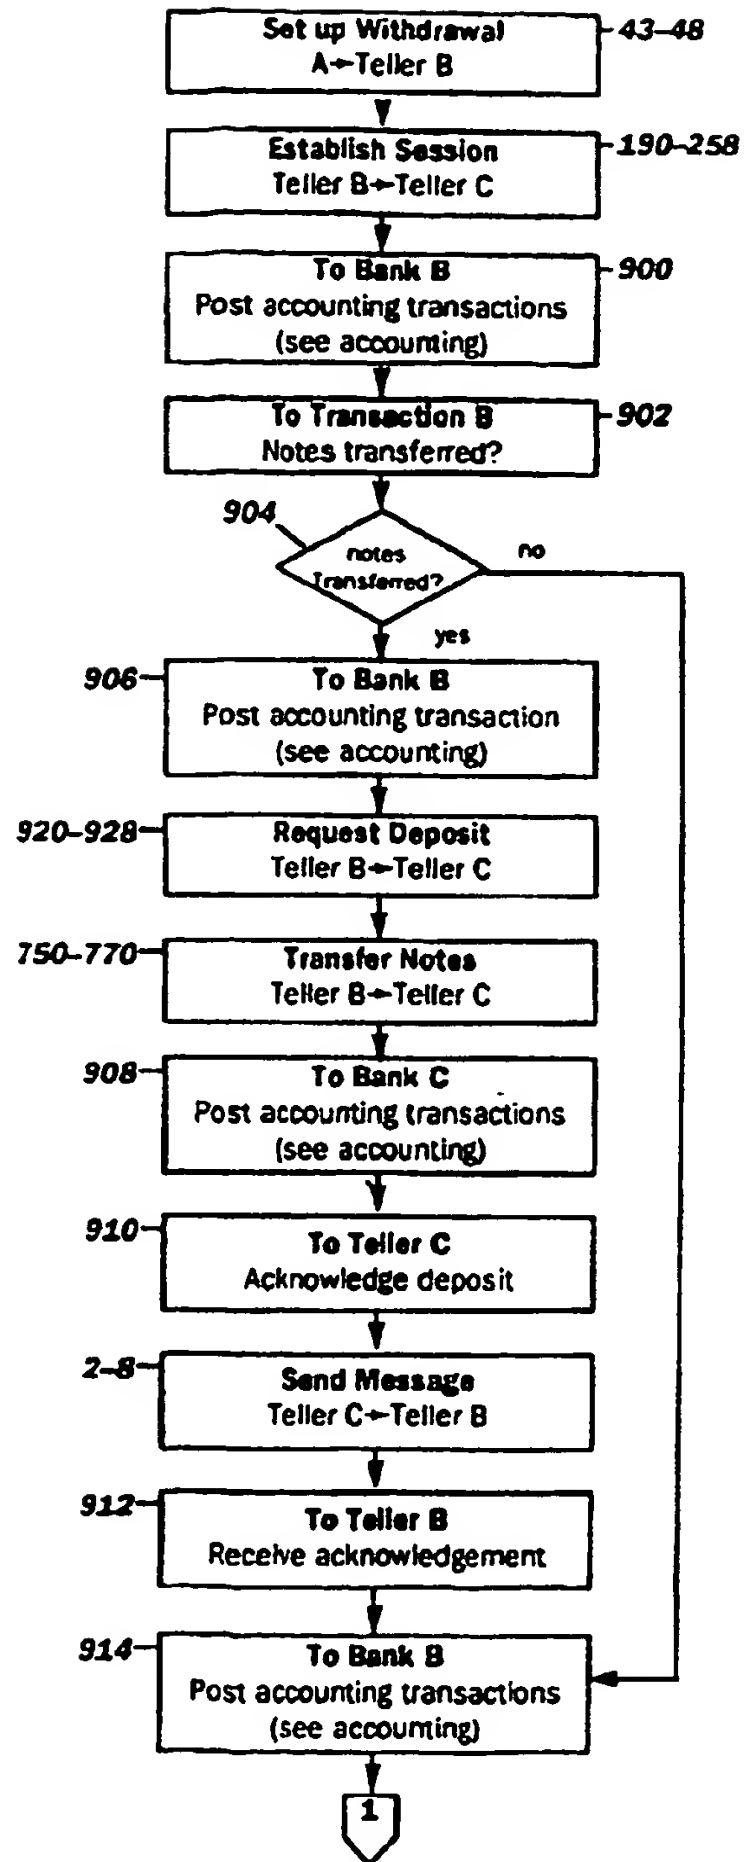 Set up Withdrawal
A→Teller B
43–48
Establish Session
Teller B→Teller C
190–258
To Bank B
Post accounting transactions
(see accounting)
900
To Transaction B
Notes transferred?
902
904
notes
Transferred?
no
yes
906
To Bank B
Post accounting transaction
(see accounting)
920–928
Request Deposit
Teller B→Teller C
750–770
Transfer Notes
Teller B→Teller C
908
To Bank C
Post accounting transactions
(see accounting)
910
To Teller C
Acknowledge deposit
2–8
Send Message
Teller C→Teller B
912
To Teller B
Receive acknowledgement
914
To Bank B
Post accounting transactions
(see accounting)
1